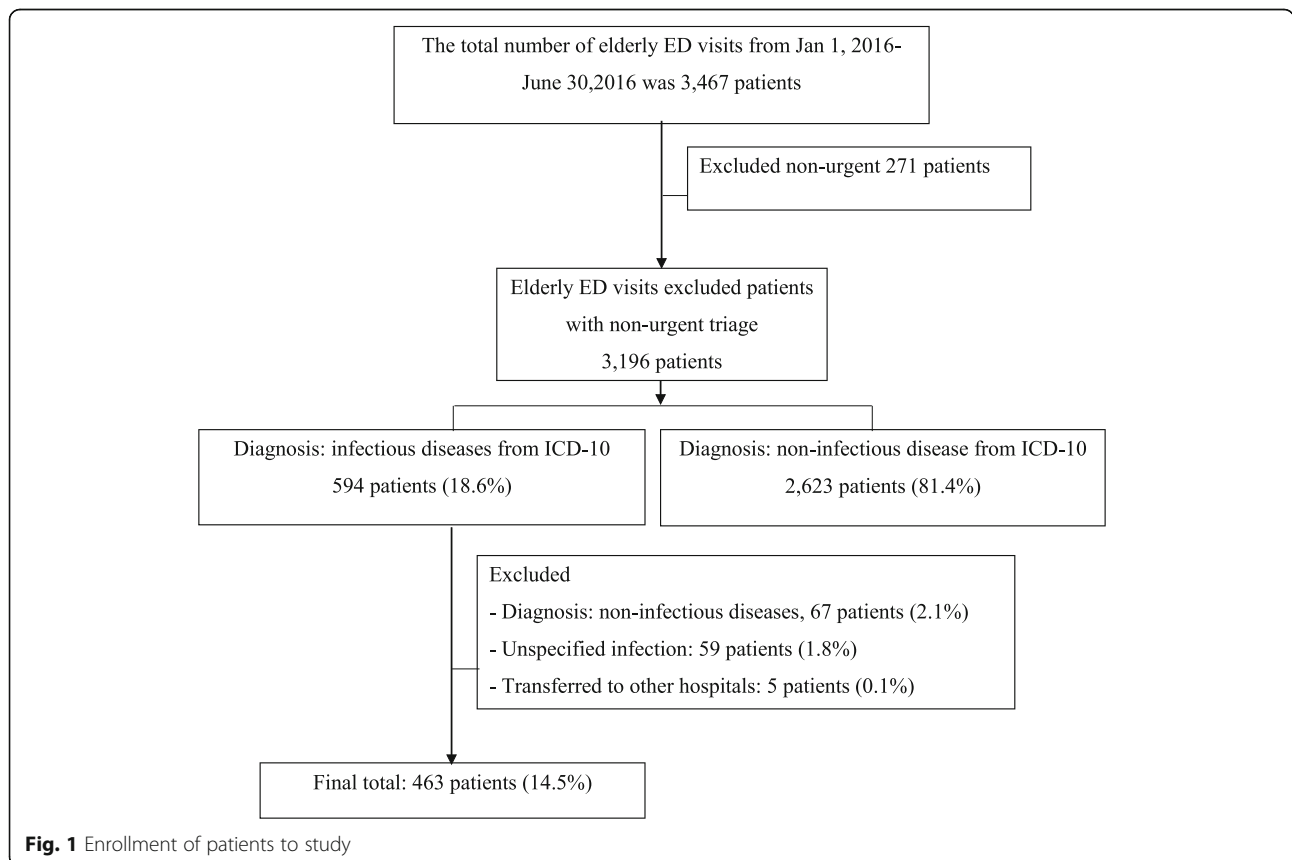 The total number of elderly ED visits from Jan 1, 2016-
June 30,2016 was 3,467 patients
Excluded non-urgent 271 patients
Elderly ED visits excluded patients
with non-urgent triage
3,196 patients
Diagnosis: infectious diseases from ICD-10
594 patients (18.6%)
Diagnosis: non-infectious disease from ICD-10
2,623 patients (81.4%)
Excluded
- Diagnosis: non-infectious diseases, 67 patients (2.1%)
- Unspecified infection: 59 patients (1.8%)
- Transferred to other hospitals: 5 patients (0.1%)
Final total: 463 patients (14.5%)
Fig. 1 Enrollment of patients to study